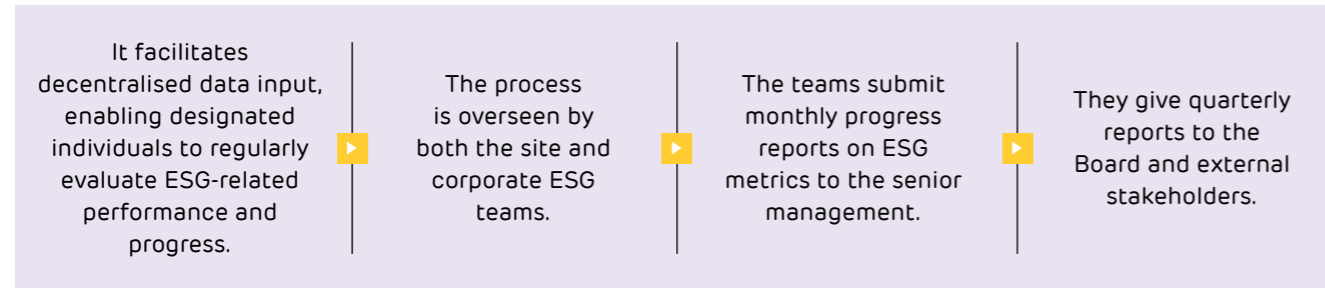 It facilitates
decentralised data input,
enabling designated
individuals to regularly
evaluate ESG-related
performance and
progress.
The process
is overseen by
both the site and
corporate ESG
teams.
The teams submit
monthly progress
reports on ESG
metrics to the senior
management.
They give quarterly
reports to the
Board and external
stakeholders.